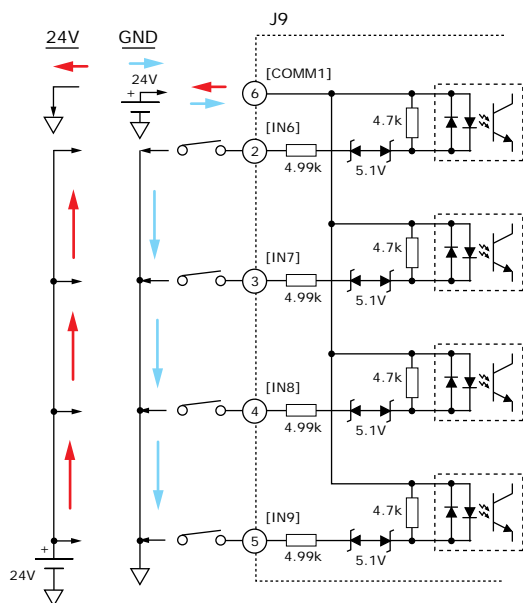 J9
24V
GND
24V
[COMM1]
6
4.7k
[IN6]
2
4.99k
5.1V
[IN7]
4.7k
3
4.99k
5.1V
[IN8]
4.7k
4
4.99k
5.1V
[IN9]
4.7k
5
4.99k
5.1V
+
24V
+